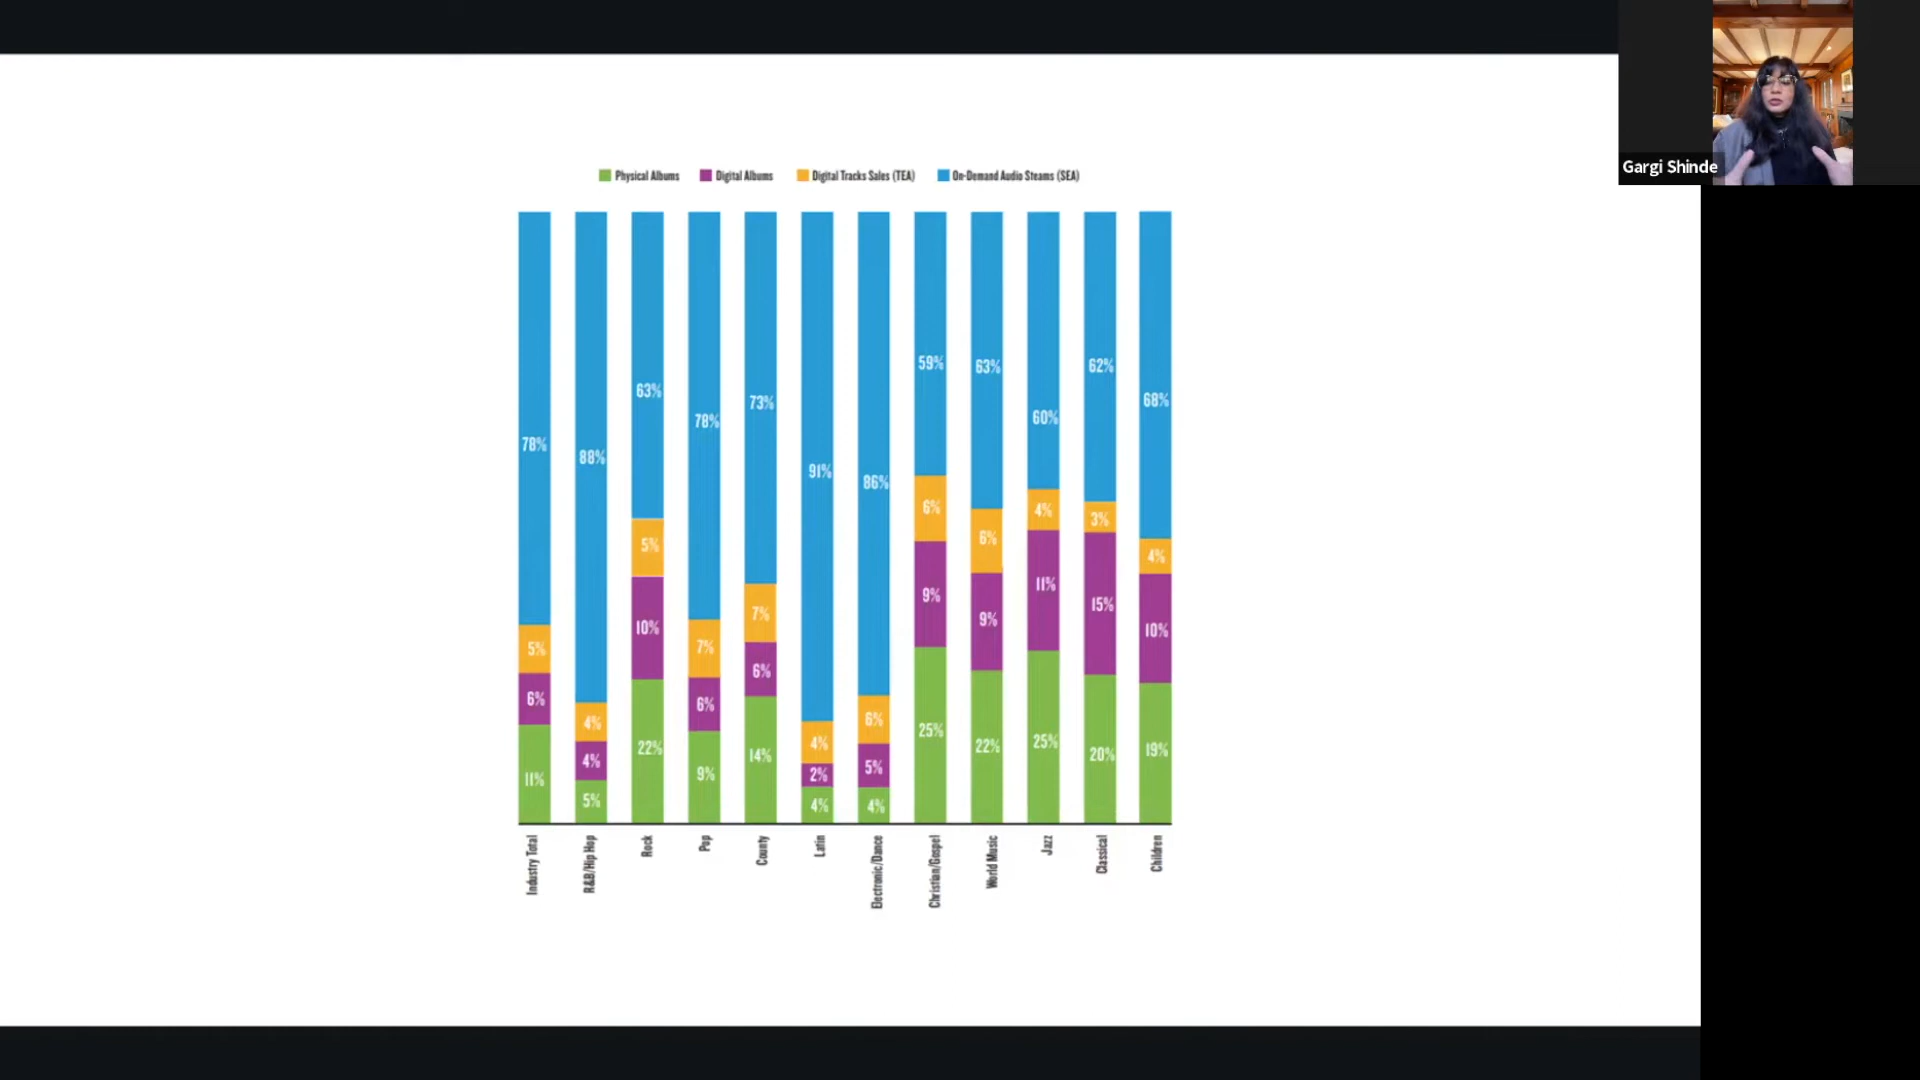 Gargi Shinde
Physical Albums Digital Albums Digital Tracks Sales (TEA) On-Demand Audio Steams (SEA)
59% 63% 62%
63% 73% 68%
78% 60%
78% 88% 91% 86%
6% 4% 3%
5% 6% 4%
9% 11% 15%
10% 7% 9% 10%
5% 7% 6%
6% 4% 6% 4% 6% 25% 22% 25% 20% 19%
22% 14%
11% 4% 9% 2% 5%
5% 4% 4%
Industry Total
R&B/Hip Hop
Rock
Pop
County
Latin
Electronic/Dance
Christian/Gospel
World Music
Jazz
Classical
Children